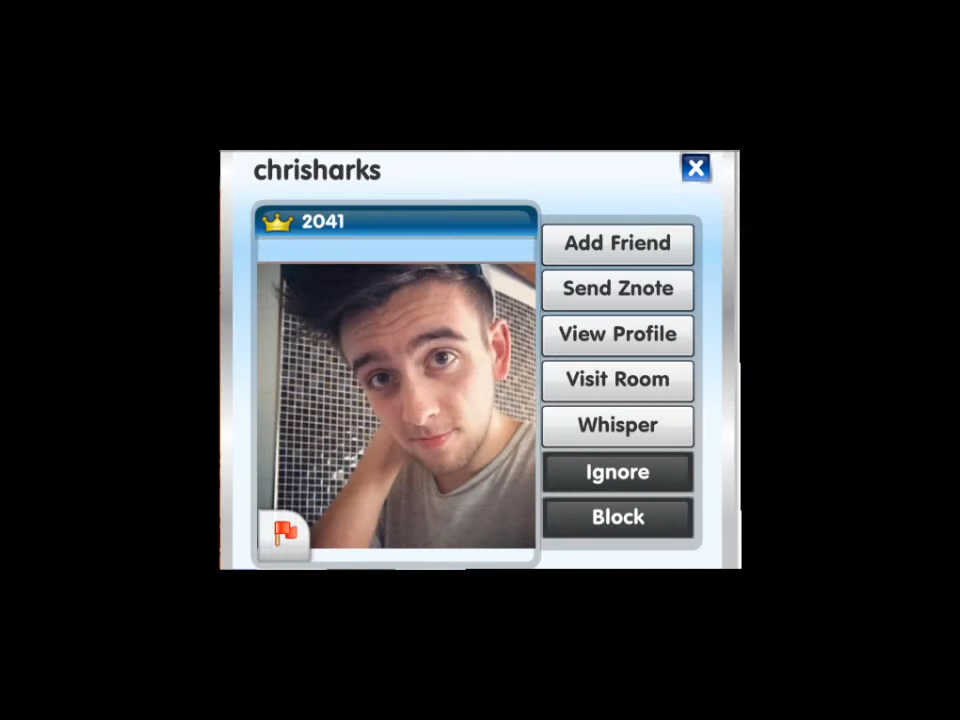 chrisharks
2041
Add Friend
Send Znote
View Profile
Visit Room
Whisper
Ignore
Block